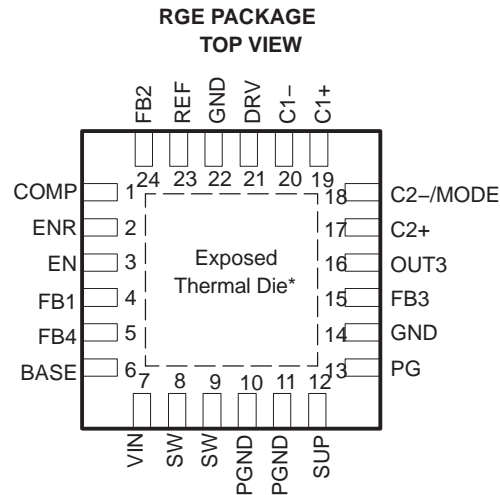 RGE PACKAGE
TOP VIEW
FB2
REF
GND
DRV
C1–
C1+
24
23
22
21
20
19
COMP 1
ENR 2
EN 3
FB1 4
FB4 5
BASE 6
Exposed
Thermal Die*
18 C2–/MODE
17 C2+
16 OUT3
15 FB3
14 GND
13 PG
7
8
9
10
11
12
VIN
SW
SW
PGND
PGND
SUP